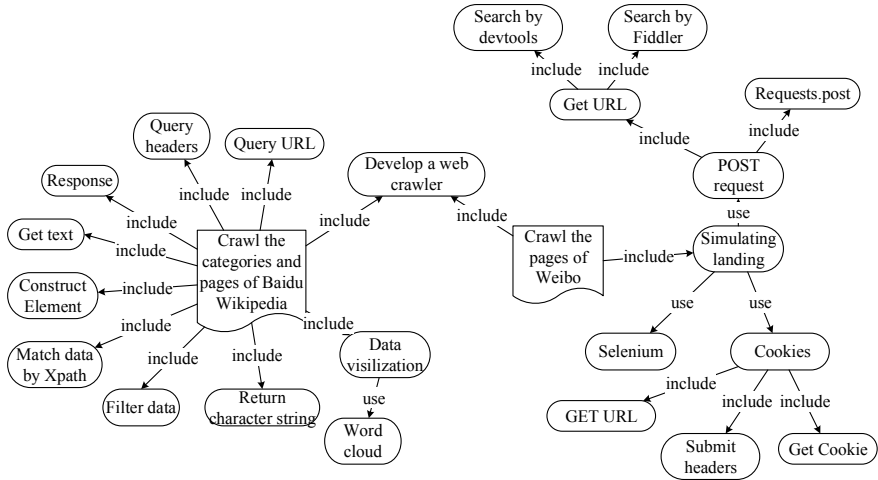 Search by
devtools
Search by
Fiddler
include
include
Get URL
Requests.post
include
include
POST
request
use
Query
headers
Query URL
Develop a web
crawler
Response
include
include
include
include
include
Get text
include
Crawl the
categories and
pages of Baidu
Wikipedia
Crawl the
pages of
Weibo
include
Simulating
landing
Construct
Element
include
include
include
include
include
use
use
Match data
by Xpath
Data
visilization
Selenium
Cookies
Filter data
Return
character string
use
Word
cloud
include
include
include
GET URL
Submit
headers
Get Cookie